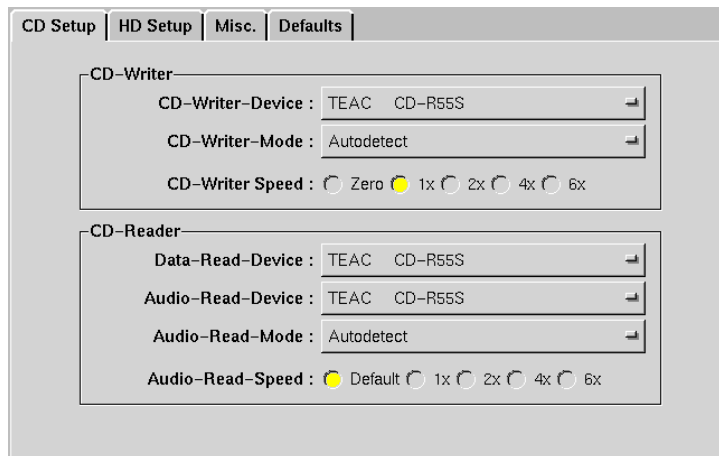 CD Setup HD Setup Misc. Defaults
CD-Writer
CD-Writer-Device : TEAC CD-R55S
CD-Writer-Mode : Autodetect
CD-Writer Speed : Zero 1x 2x 4x 6x
CD-Reader
Data-Read-Device : TEAC CD-R55S
Audio-Read-Device : TEAC CD-R55S
Audio-Read-Mode : Autodetect
Audio-Read-Speed : Default 1x 2x 4x 6x